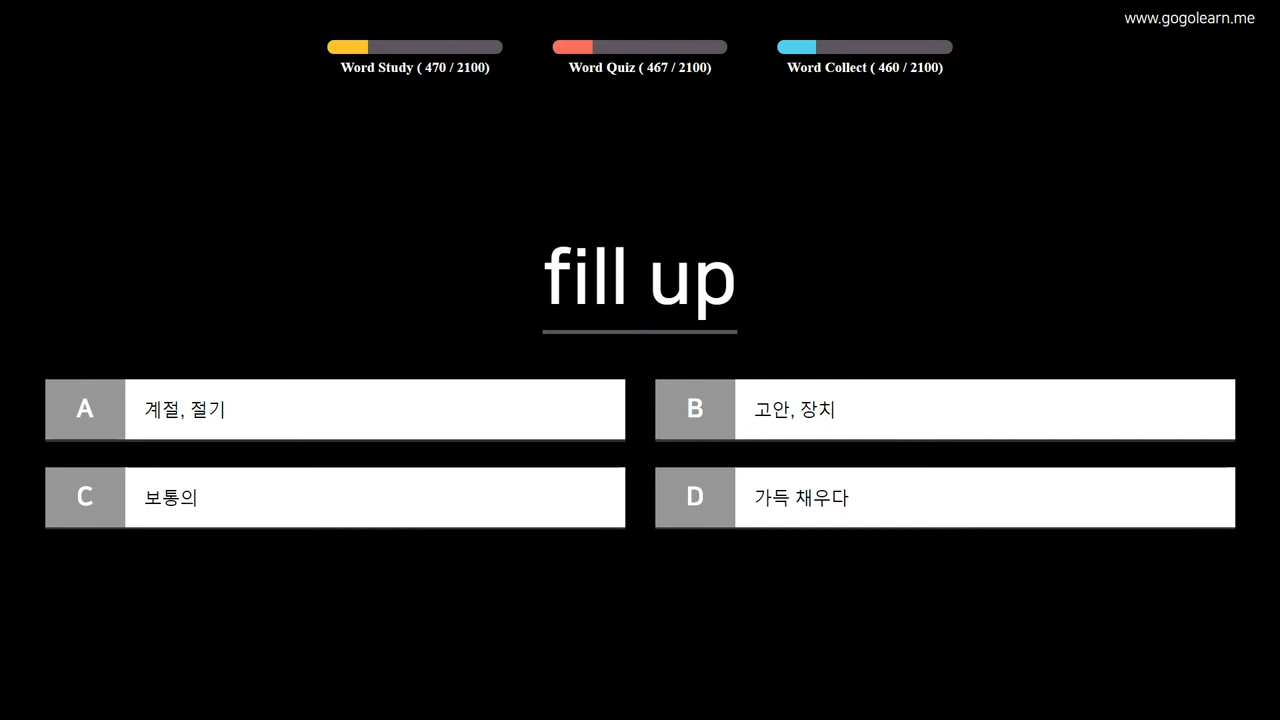 www.gogolearn.me
Word Study ( 470 / 2100)
Word Quiz ( 467 / 2100)
Word Collect ( 460 / 2100)
fill up
A 계절, 절기
B 고안, 장치
C 보통의
D 가득 채우다